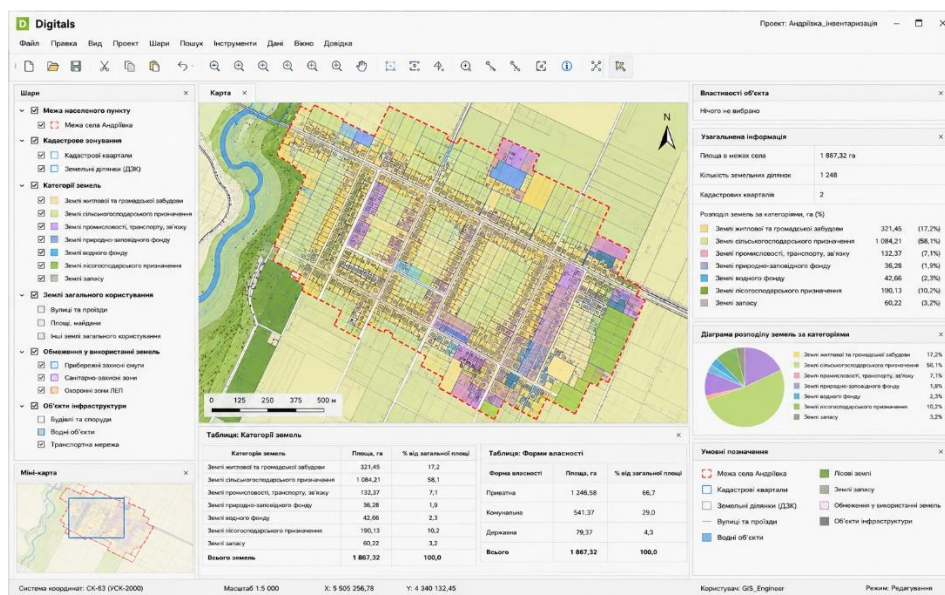 Digitals
Проект: Андріївка_інвентаризація
Файл Правка Вид Проект Шари Пошук Інструменти Дані Вікно Довідка
Шари
Межа населеного пункту
Межа села Андріївка
Кадастрове зонування
Кадастрові квартали
Земельні ділянки (ДЗК)
Категорії земель
Землі житлової та громадської забудови
Землі сільськогосподарського призначення
Землі промисловості, транспорту, зв'язку
Землі природно-заповідного фонду
Землі водного фонду
Землі лісогосподарського призначення
Землі запасу
Землі загального користування
Вулиці та проїзди
Площі, майдани
Інші землі загального користування
Обмеження у використанні земель
Прибережні захисні смуги
Санітарно-захисні зони
Охоронні зони ЛЕП
Об'єкти інфраструктури
Будівлі та споруди
Водні об'єкти
Транспортна мережа
Міні-карта
Карта
N
0 125 250 375 500 м
Таблиця: Категорії земель
Категорія земель Площа, га % від загальної площі
Землі житлової та громадської забудови 321,45 17,2
Землі сільськогосподарського призначення 1 084,21 58,1
Землі промисловості, транспорту, зв'язку 132,37 7,1
Землі природно-заповідного фонду 36,28 1,9
Землі водного фонду 42,66 2,3
Землі лісогосподарського призначення 190,13 10,2
Землі запасу 60,22 3,2
Всього земель 1 867,32 100,0
Таблиця: Форми власності
Форма власності Площа, га % від загальної площі
Приватна 1 246,58 66,7
Комунальна 541,37 29,0
Державна 79,37 4,3
Всього 1 867,32 100,0
Властивості об'єкта
Нічого не вибрано
Узагальнена інформація
Площа в межах села 1 867,32 га
Кількість земельних ділянок 1 248
Кадастрових кварталів 2
Розподіл земель за категоріями, га (%)
Землі житлової та громадської забудови 321,45 (17,2%)
Землі сільськогосподарського призначення 1 084,21 (58,1%)
Землі промисловості, транспорту, зв'язку 132,37 (7,1%)
Землі природно-заповідного фонду 36,28 (1,9%)
Землі водного фонду 42,66 (2,3%)
Землі лісогосподарського призначення 190,13 (10,2%)
Землі запасу 60,22 (3,2%)
Діаграма розподілу земель за категоріями
Землі житлової та громадської забудови 17,2%
Землі сільськогосподарського призначення 58,1%
Землі промисловості, транспорту, зв'язку 7,1%
Землі природно-заповідного фонду 1,9%
Землі водного фонду 2,3%
Землі лісогосподарського призначення 10,2%
Землі запасу 3,2%
Умовні позначення
Межа села Андріївка
Кадастрові квартали
Земельні ділянки (ДЗК)
Вулиці та проїзди
Водні об'єкти
Лісові землі
Землі запасу
Обмеження у використанні земель
Об'єкти інфраструктури
Система координат: СК-63 (УСК-2000) Масштаб 1:5 000 X: 5 505 256,78 Y: 4 340 132,45 Користувач: GIS_Engineer Режим: Редагування